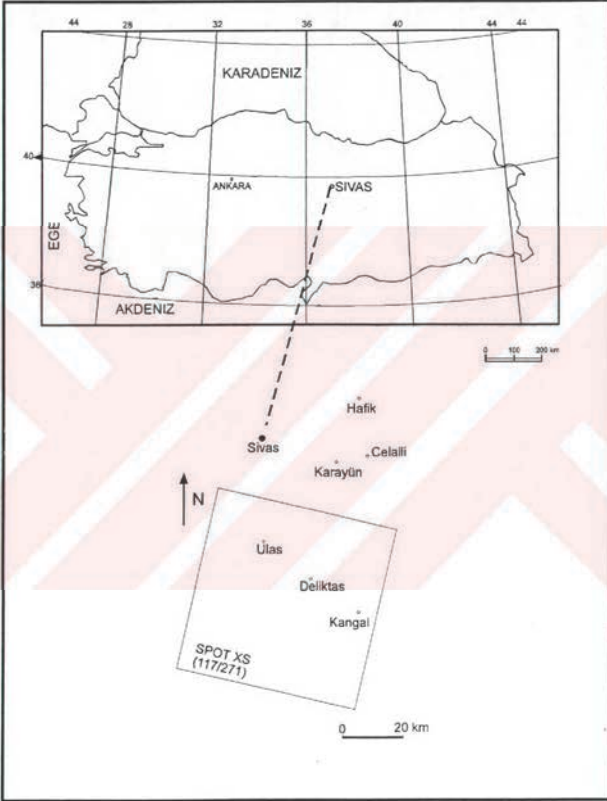 44 28 32 36 40 44 44
KARADENIZ
40
ANKARA
SIVAS
EGE
36
AKDENIZ
0 100 200 km
Hafik
Sivas
Celalli
Karayün
N
Ulas
Deliktas
Kangal
SPOT XS
(117/271)
0 20 km